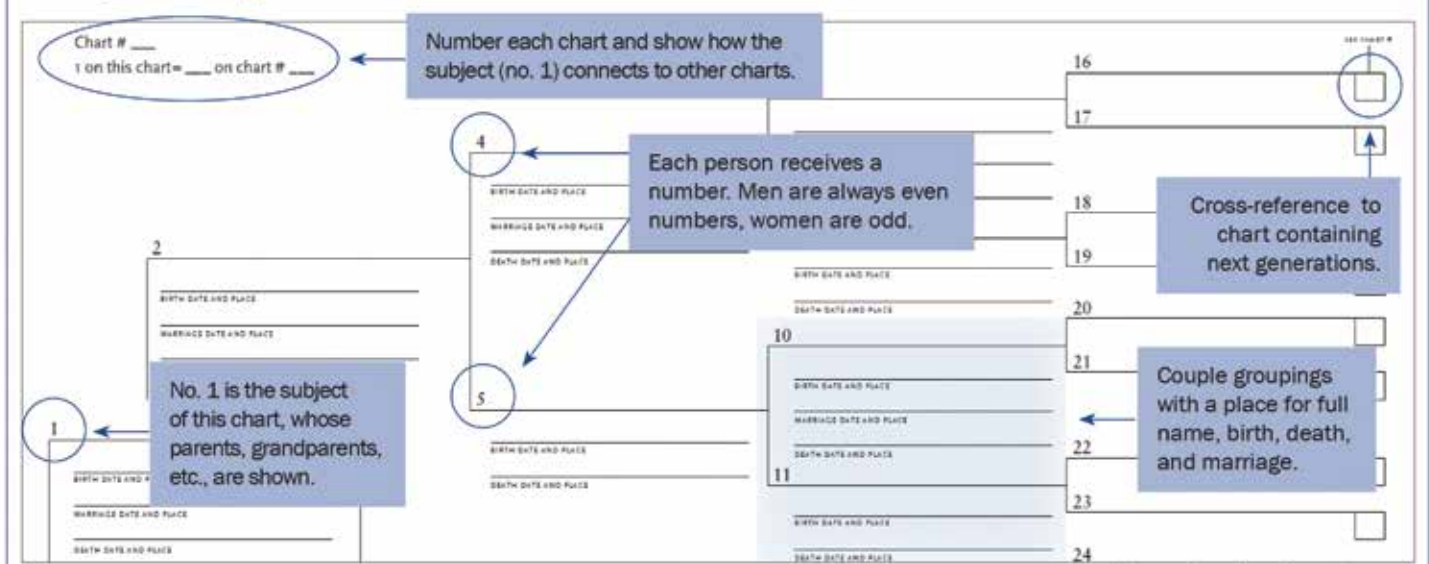 Chart # ___
1 on this chart= ___ on chart # ___
Number each chart and show how the
subject (no. 1) connects to other charts.
SEE CHART #
16
17
4
Each person receives a
number. Men are always even
numbers, women are odd.
BIRTH DATE AND PLACE
MARRIAGE DATE AND PLACE
DEATH DATE AND PLACE
18
19
Cross-reference to
chart containing
next generations.
2
BIRTH DATE AND PLACE
MARRIAGE DATE AND PLACE
BIRTH DATE AND PLACE
DEATH DATE AND PLACE
20
21
10
BIRTH DATE AND PLACE
MARRIAGE DATE AND PLACE
DEATH DATE AND PLACE
Couple groupings
with a place for full
name, birth, death,
and marriage.
No. 1 is the subject
of this chart, whose
parents, grandparents,
etc., are shown.
5
BIRTH DATE AND PLACE
DEATH DATE AND PLACE
1
BIRTH DATE AND
MARRIAGE DATE AND PLACE
DEATH DATE AND PLACE
11
BIRTH DATE AND PLACE
DEATH DATE AND PLACE
22
23
24